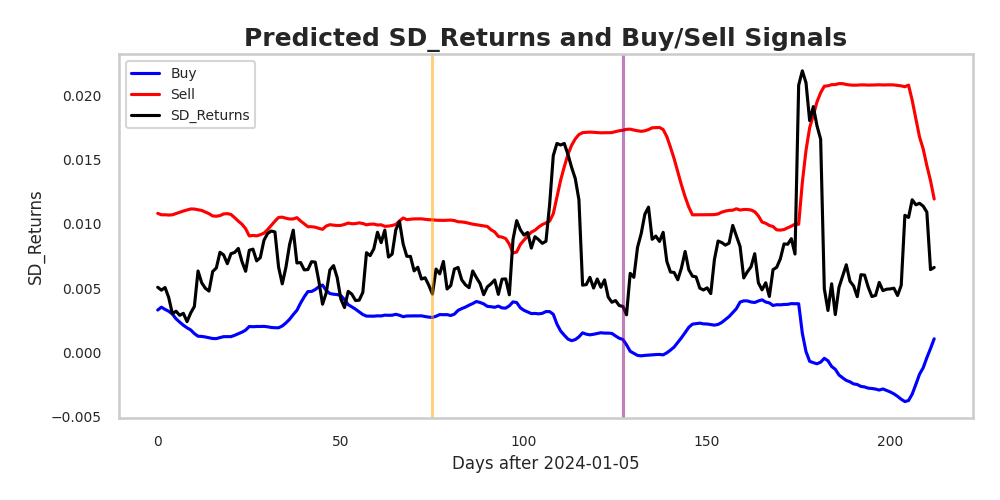 Predicted SD_Returns and Buy/Sell Signals
Buy
Sell
SD_Returns
0.020
0.015
0.010
0.005
0.000
−0.005
SD_Returns
0 50 100 150 200
Days after 2024-01-05